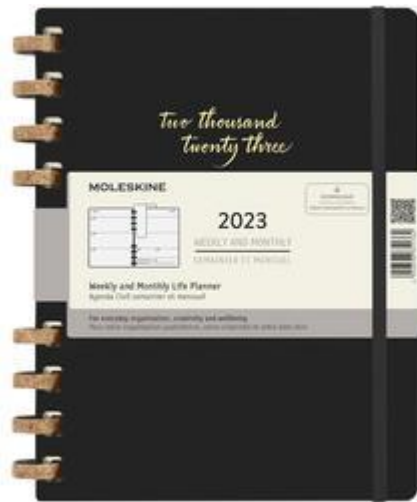 two thousand
twenty three
MOLESKINE
2023
WEEKLY AND MONTHLY
SEMAINIER ET MENSUEL
Weekly and Monthly Life Planner
Agenda Civil semainier et mensuel
For everyday organisation, creativity and wellbeing